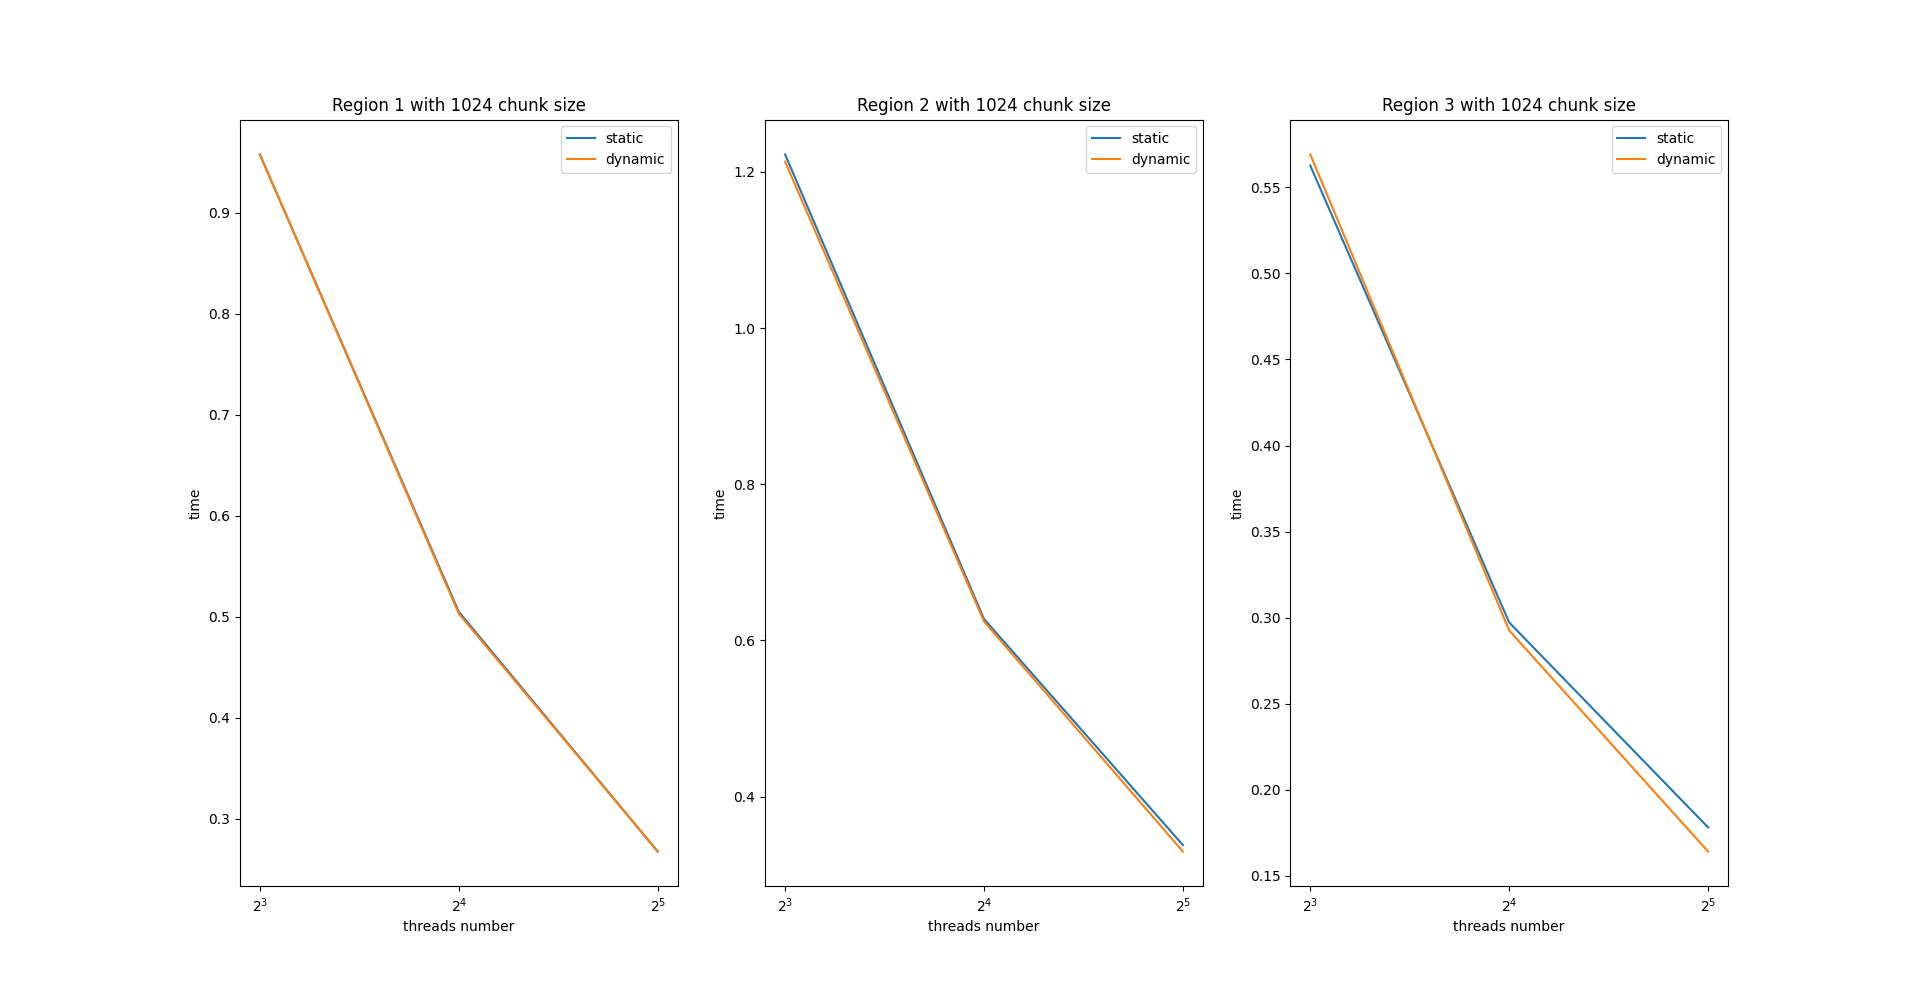 Region 1 with 1024 chunk size
static
dynamic
0.9
0.8
0.7
0.6
0.5
0.4
0.3
time
2³
2⁴
2⁵
threads number
Region 2 with 1024 chunk size
static
dynamic
1.2
1.0
0.8
0.6
0.4
time
2³
2⁴
2⁵
threads number
Region 3 with 1024 chunk size
static
dynamic
0.55
0.50
0.45
0.40
0.35
0.30
0.25
0.20
0.15
time
2³
2⁴
2⁵
threads number